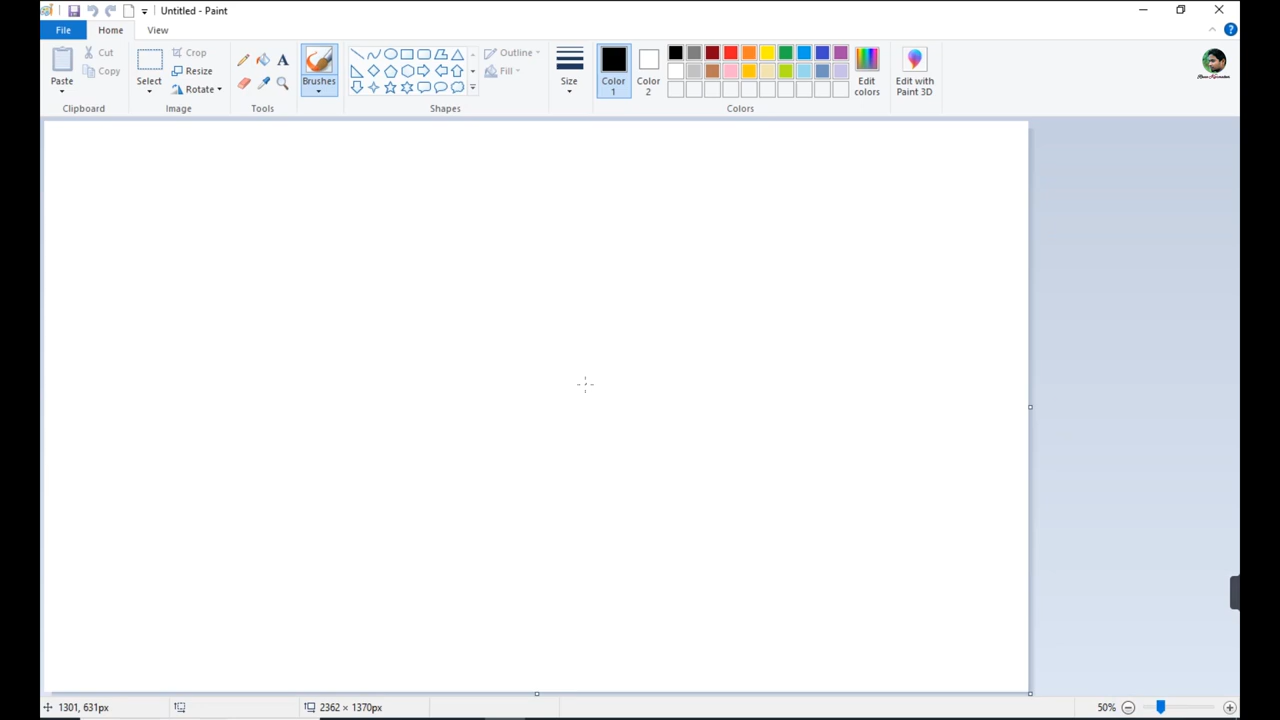 Untitled - Paint
File Home View
Paste Cut Copy Clipboard
Select Crop Resize Rotate Image
A Tools
Brushes
Outline Fill Shapes
Size
Color 1 Color 2 Edit colors Colors
Edit with Paint 3D
1301, 631px 2362 × 1370px 50%